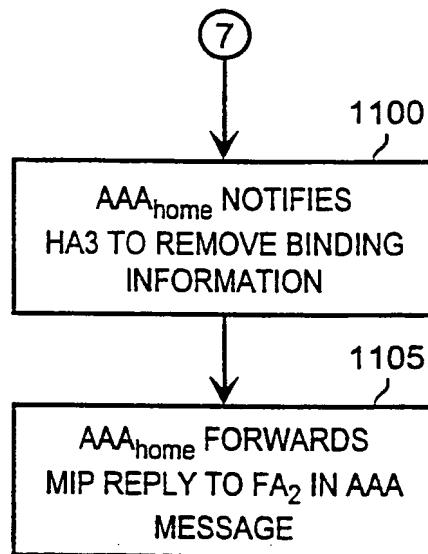 7
1100
AAAhome NOTIFIES
HA3 TO REMOVE BINDING
INFORMATION
1105
AAAhome FORWARDS
MIP REPLY TO FA2 IN AAA
MESSAGE